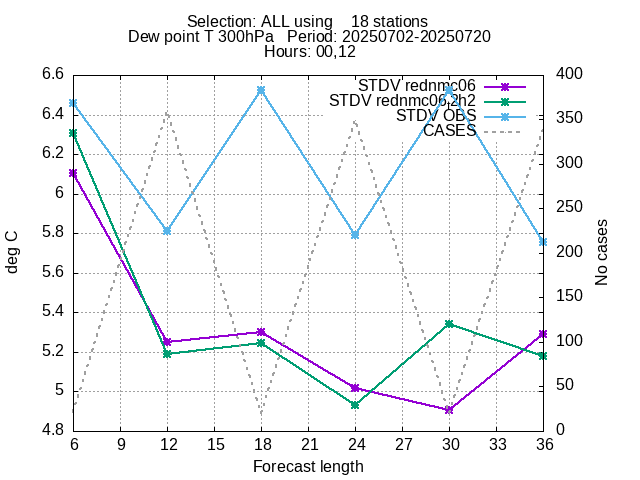 Selection: ALL using    18 stations
Dew point T 300hPa   Period: 20250702-20250720
Hours: 00,12
STDV rednmc06
STDV rednmc06,2h2
STDV OBS
CASES
deg C
6.6
6.4
6.2
6
5.8
5.6
5.4
5.2
5
4.8
400
350
300
250
200
150
100
50
0
No cases
6 9 12 15 18 21 24 27 30 33 36
Forecast length